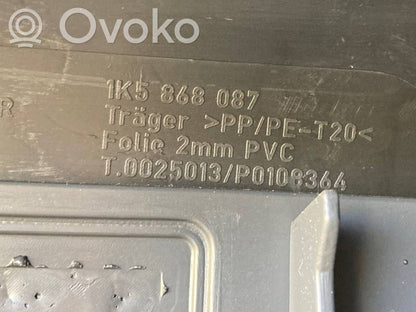 Ovoko
1K5 868 087
R
Träger >PP/PE-T20<
Folie 2mm PVC
T.0025013/P0108364